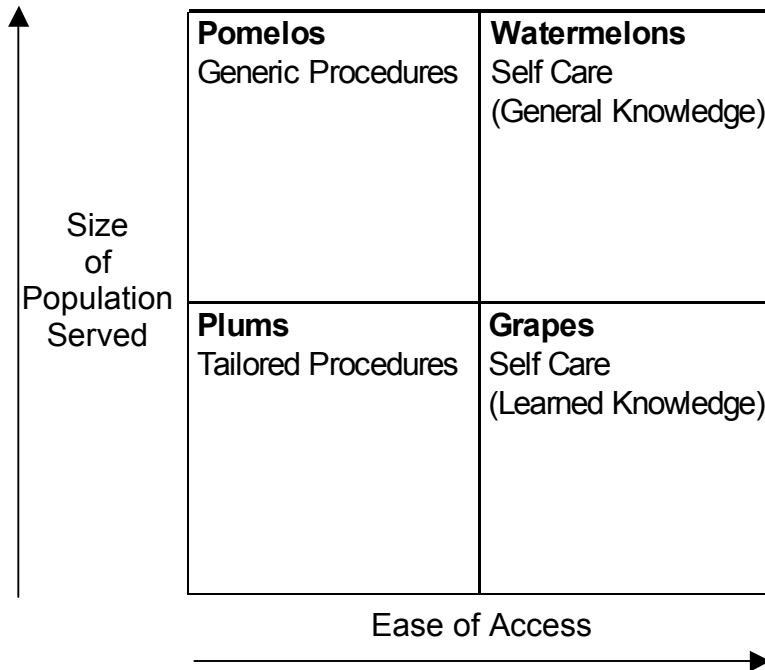 Pomelos
Generic Procedures
Watermelons
Self Care
(General Knowledge)
Size
of
Population
Served
Plums
Tailored Procedures
Grapes
Self Care
(Learned Knowledge)
Ease of Access